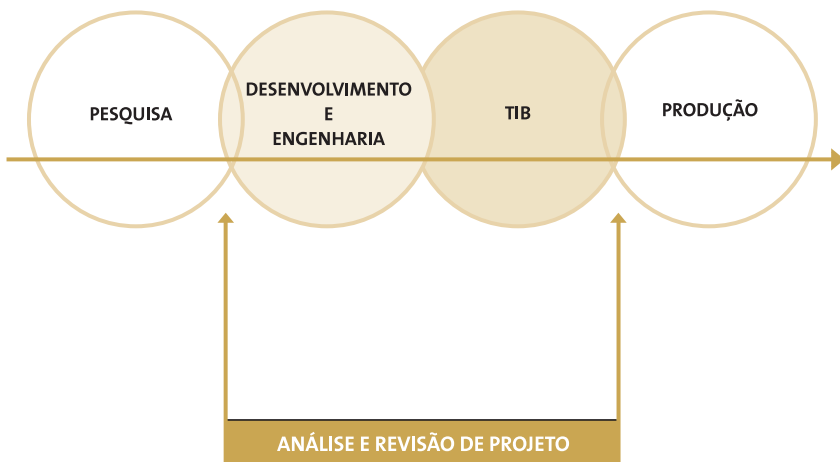 PESQUISA
DESENVOLVIMENTO
E
ENGENHARIA
TIB
PRODUÇÃO
ANÁLISE E REVISÃO DE PROJETO